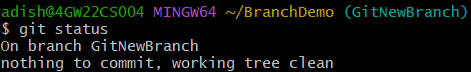 adish@4GW22CS004 MINGW64 ~/BranchDemo (GitNewBranch)
$ git status
On branch GitNewBranch
nothing to commit, working tree clean